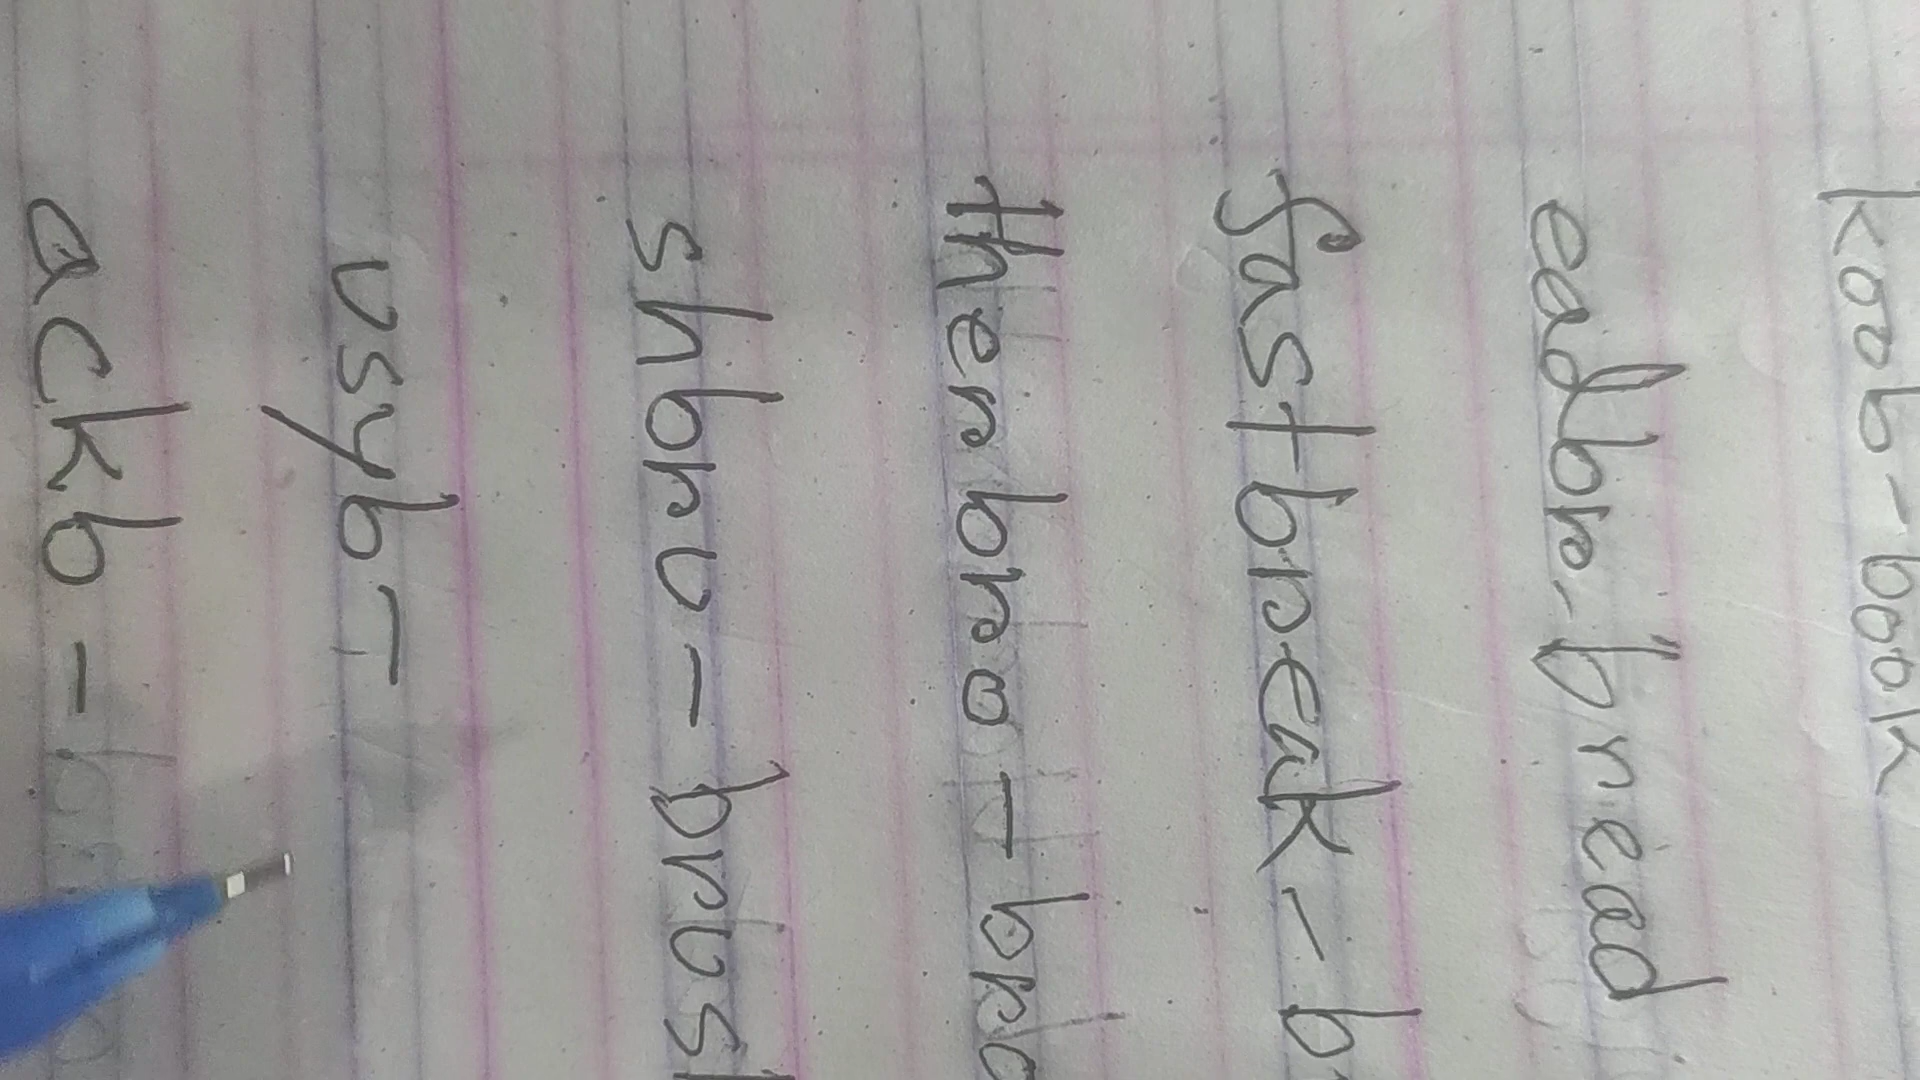 koob - book
eadbr - bread
fastbreak - b
therbro - bro
shbru - brush
usyb -
ackb -